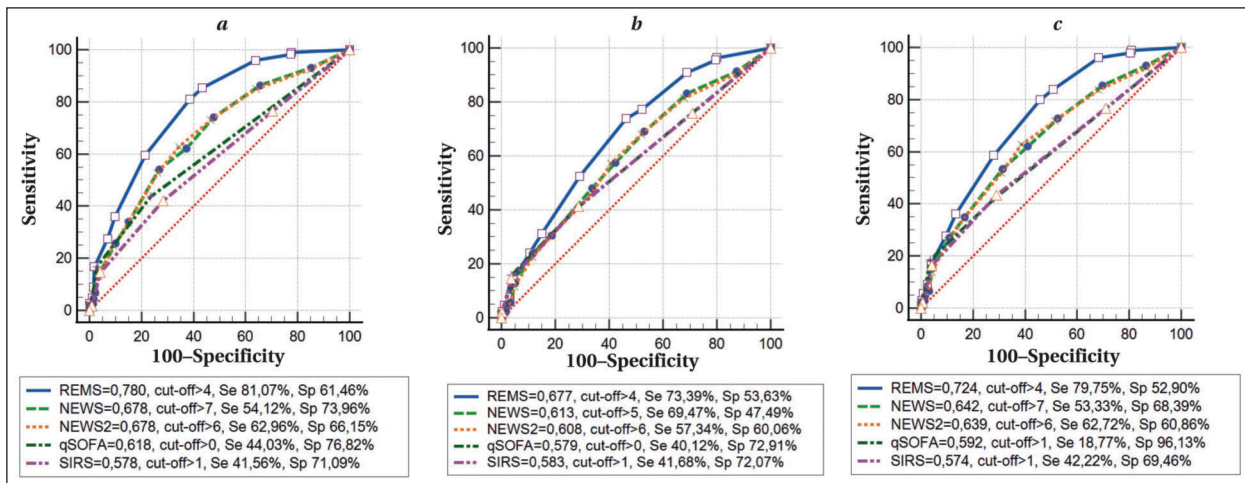 a
100
80
60
40
20
0
Sensitivity
0 20 40 60 80 100
100–Specificity
REMS=0,780, cut-off>4, Se 81,07%, Sp 61,46%
NEWS=0,678, cut-off>7, Se 54,12%, Sp 73,96%
NEWS2=0,678, cut-off>6, Se 62,96%, Sp 66,15%
qSOFA=0,618, cut-off>0, Se 44,03%, Sp 76,82%
SIRS=0,578, cut-off>1, Se 41,56%, Sp 71,09%
b
100
80
60
40
20
0
Sensitivity
0 20 40 60 80 100
100–Specificity
REMS=0,677, cut-off>4, Se 73,39%, Sp 53,63%
NEWS=0,613, cut-off>5, Se 69,47%, Sp 47,49%
NEWS2=0,608, cut-off>6, Se 57,34%, Sp 60,06%
qSOFA=0,579, cut-off>0, Se 40,12%, Sp 72,91%
SIRS=0,583, cut-off>1, Se 41,68%, Sp 72,07%
c
100
80
60
40
20
0
Sensitivity
0 20 40 60 80 100
100–Specificity
REMS=0,724, cut-off>4, Se 79,75%, Sp 52,90%
NEWS=0,642, cut-off>7, Se 53,33%, Sp 68,39%
NEWS2=0,639, cut-off>6, Se 62,72%, Sp 60,86%
qSOFA=0,592, cut-off>1, Se 18,77%, Sp 96,13%
SIRS=0,574, cut-off>1, Se 42,22%, Sp 69,46%